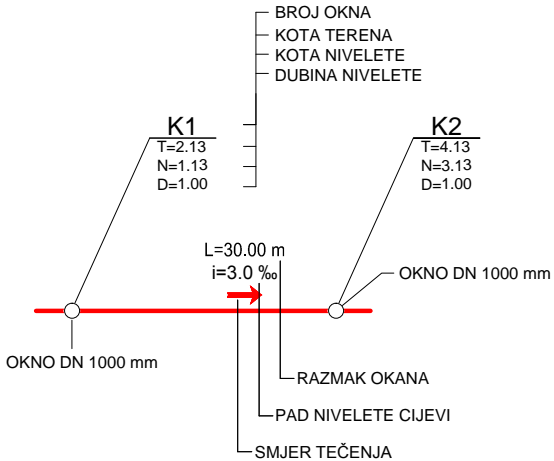 BROJ OKNA
KOTA TERENA
KOTA NIVELETE
DUBINA NIVELETE
K1
T=2.13
N=1.13
D=1.00
K2
T=4.13
N=3.13
D=1.00
L=30.00 m
i=3.0 ‰
OKNO DN 1000 mm
OKNO DN 1000 mm
RAZMAK OKANA
PAD NIVELETE CIJEVI
SMJER TEČENJA